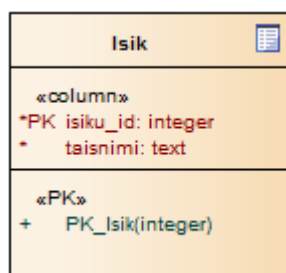 Isik
«column»
*PK isiku_id: integer
* taisnimi: text
«PK»
+ PK_Isik(integer)